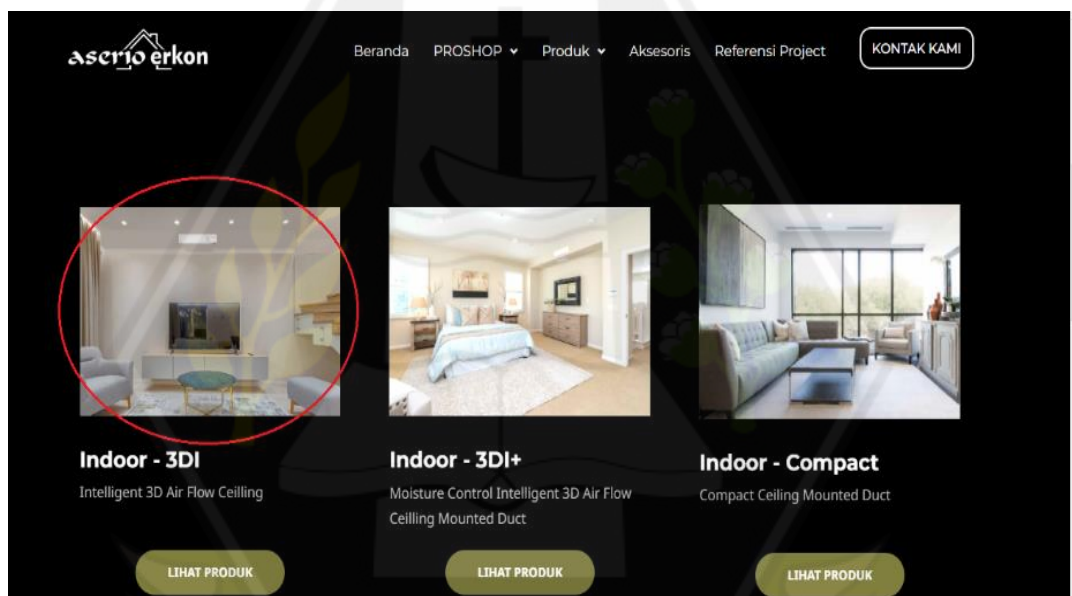 aserio erkon
Beranda PROSHOP Produk Aksesoris Referensi Project KONTAK KAMI
Indoor - 3DI
Intelligent 3D Air Flow Ceilling
LIHAT PRODUK
Indoor - 3DI+
Moisture Control Intelligent 3D Air Flow
Ceilling Mounted Duct
LIHAT PRODUK
Indoor - Compact
Compact Ceiling Mounted Duct
LIHAT PRODUK